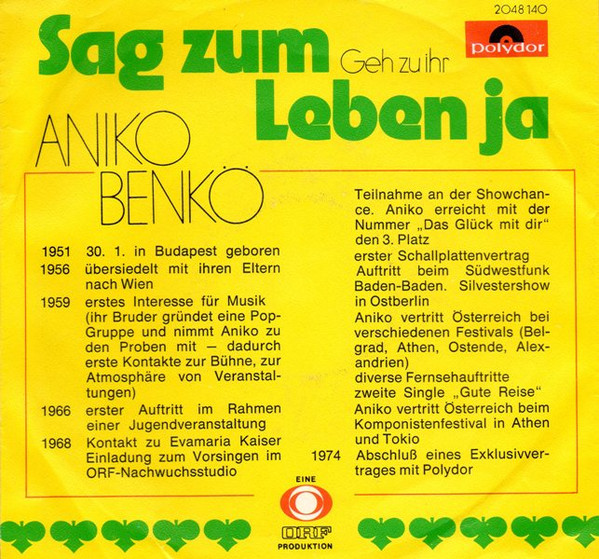 2048 140
polydor
Sag zum
Geh zu ihr
Leben ja
ANIKO
BENKÖ
1951 30. 1. in Budapest geboren
1956 übersiedelt mit ihren Eltern
nach Wien
1959 erstes Interesse für Musik
(ihr Bruder gründet eine Pop-
Gruppe und nimmt Aniko zu
den Proben mit — dadurch
erste Kontakte zur Bühne, zur
Atmosphäre von Veranstal-
tungen)
1966 erster Auftritt im Rahmen
einer Jugendveranstaltung
1968 Kontakt zu Evamaria Kaiser
Einladung zum Vorsingen im
ORF-Nachwuchsstudio
Teilnahme an der Showchan-
ce. Aniko erreicht mit der
Nummer „Das Glück mit dir“
den 3. Platz
erster Schallplattenvertrag
Auftritt beim Südwestfunk
Baden-Baden. Silvestershow
in Ostberlin
Aniko vertritt Österreich bei
verschiedenen Festivals (Bel-
grad, Athen, Ostende, Alex-
andrien)
diverse Fernsehauftritte
zweite Single „Gute Reise“
Aniko vertritt Österreich beim
Komponistenfestival in Athen
und Tokio
1974 Abschluß eines Exklusivver-
trages mit Polydor
EINE
ORF
PRODUKTION